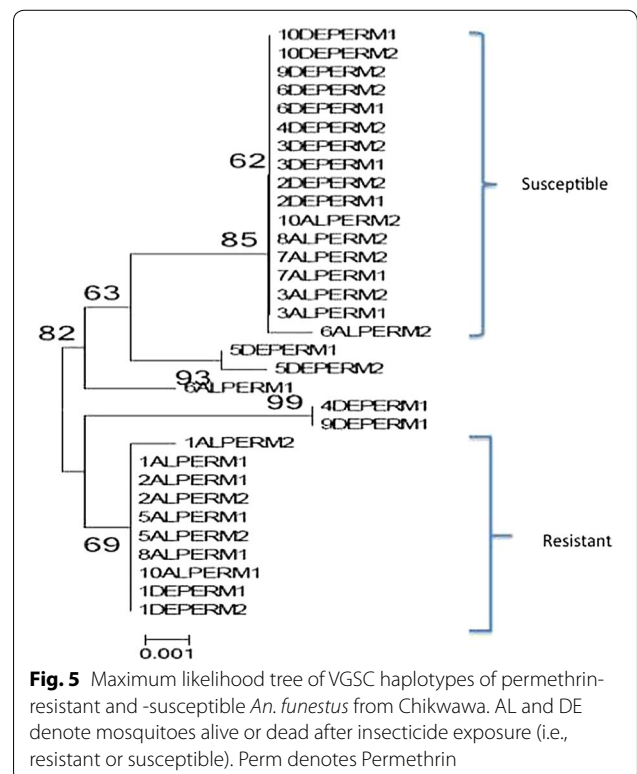 10DEPERM1
10DEPERM2
9DEPERM2
6DEPERM2
6DEPERM1
4DEPERM2
3DEPERM2
3DEPERM1
62
2DEPERM2
Susceptible
2DEPERM1
10ALPERM2
8ALPERM2
85
7ALPERM2
7ALPERM1
3ALPERM2
63
3ALPERM1
6ALPERM2
82
5DEPERM1
5DEPERM2
93
6ALPERM1
99
4DEPERM1
9DEPERM1
1ALPERM2
1ALPERM1
2ALPERM1
2ALPERM2
5ALPERM1
5ALPERM2
69
8ALPERM1
Resistant
10ALPERM1
1DEPERM1
1DEPERM2
0.001
Fig. 5 Maximum likelihood tree of VGSC haplotypes of permethrin-
resistant and -susceptible An. funestus from Chikwawa. AL and DE
denote mosquitoes alive or dead after insecticide exposure (i.e.,
resistant or susceptible). Perm denotes Permethrin